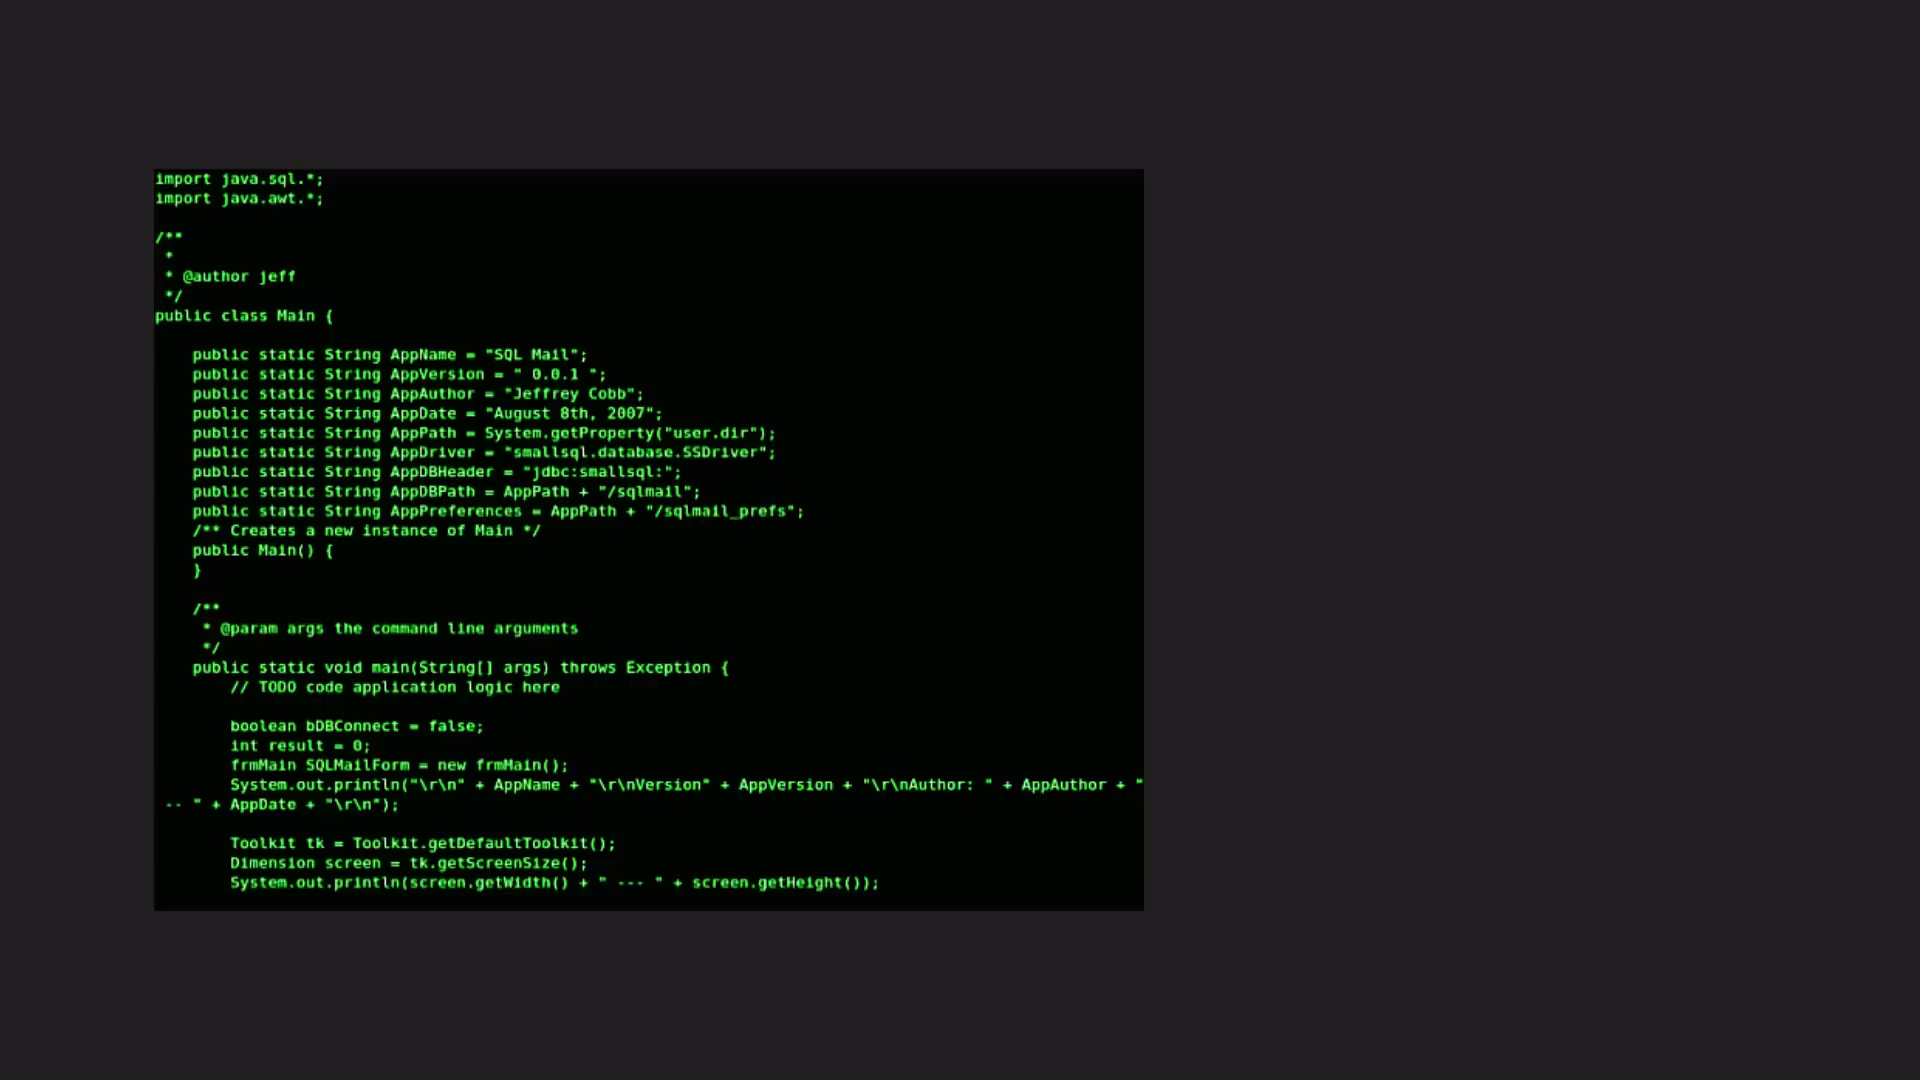 import java.sql.*;
import java.awt.*;
/**
*
* @author jeff
*/
public class Main {
public static String AppName = "SQL Mail";
public static String AppVersion = " 0.0.1 ";
public static String AppAuthor = "Jeffrey Cobb";
public static String AppDate = "August 8th, 2007";
public static String AppPath = System.getProperty("user.dir");
public static String AppDriver = "smallsql.database.SSDriver";
public static String AppDBHeader = "jdbc:smallsql:";
public static String AppDBPath = AppPath + "/sqlmail";
public static String AppPreferences = AppPath + "/sqlmail_prefs";
/** Creates a new instance of Main */
public Main() {
}
/**
* @param args the command line arguments
*/
public static void main(String[] args) throws Exception {
// TODO code application logic here
boolean bDBConnect = false;
int result = 0;
frmMain SQLMailForm = new frmMain();
System.out.println("\r\n" + AppName + "\r\nVersion" + AppVersion + "\r\nAuthor: " + AppAuthor + "
-- " + AppDate + "\r\n");
Toolkit tk = Toolkit.getDefaultToolkit();
Dimension screen = tk.getScreenSize();
System.out.println(screen.getWidth() + " --- " + screen.getHeight());